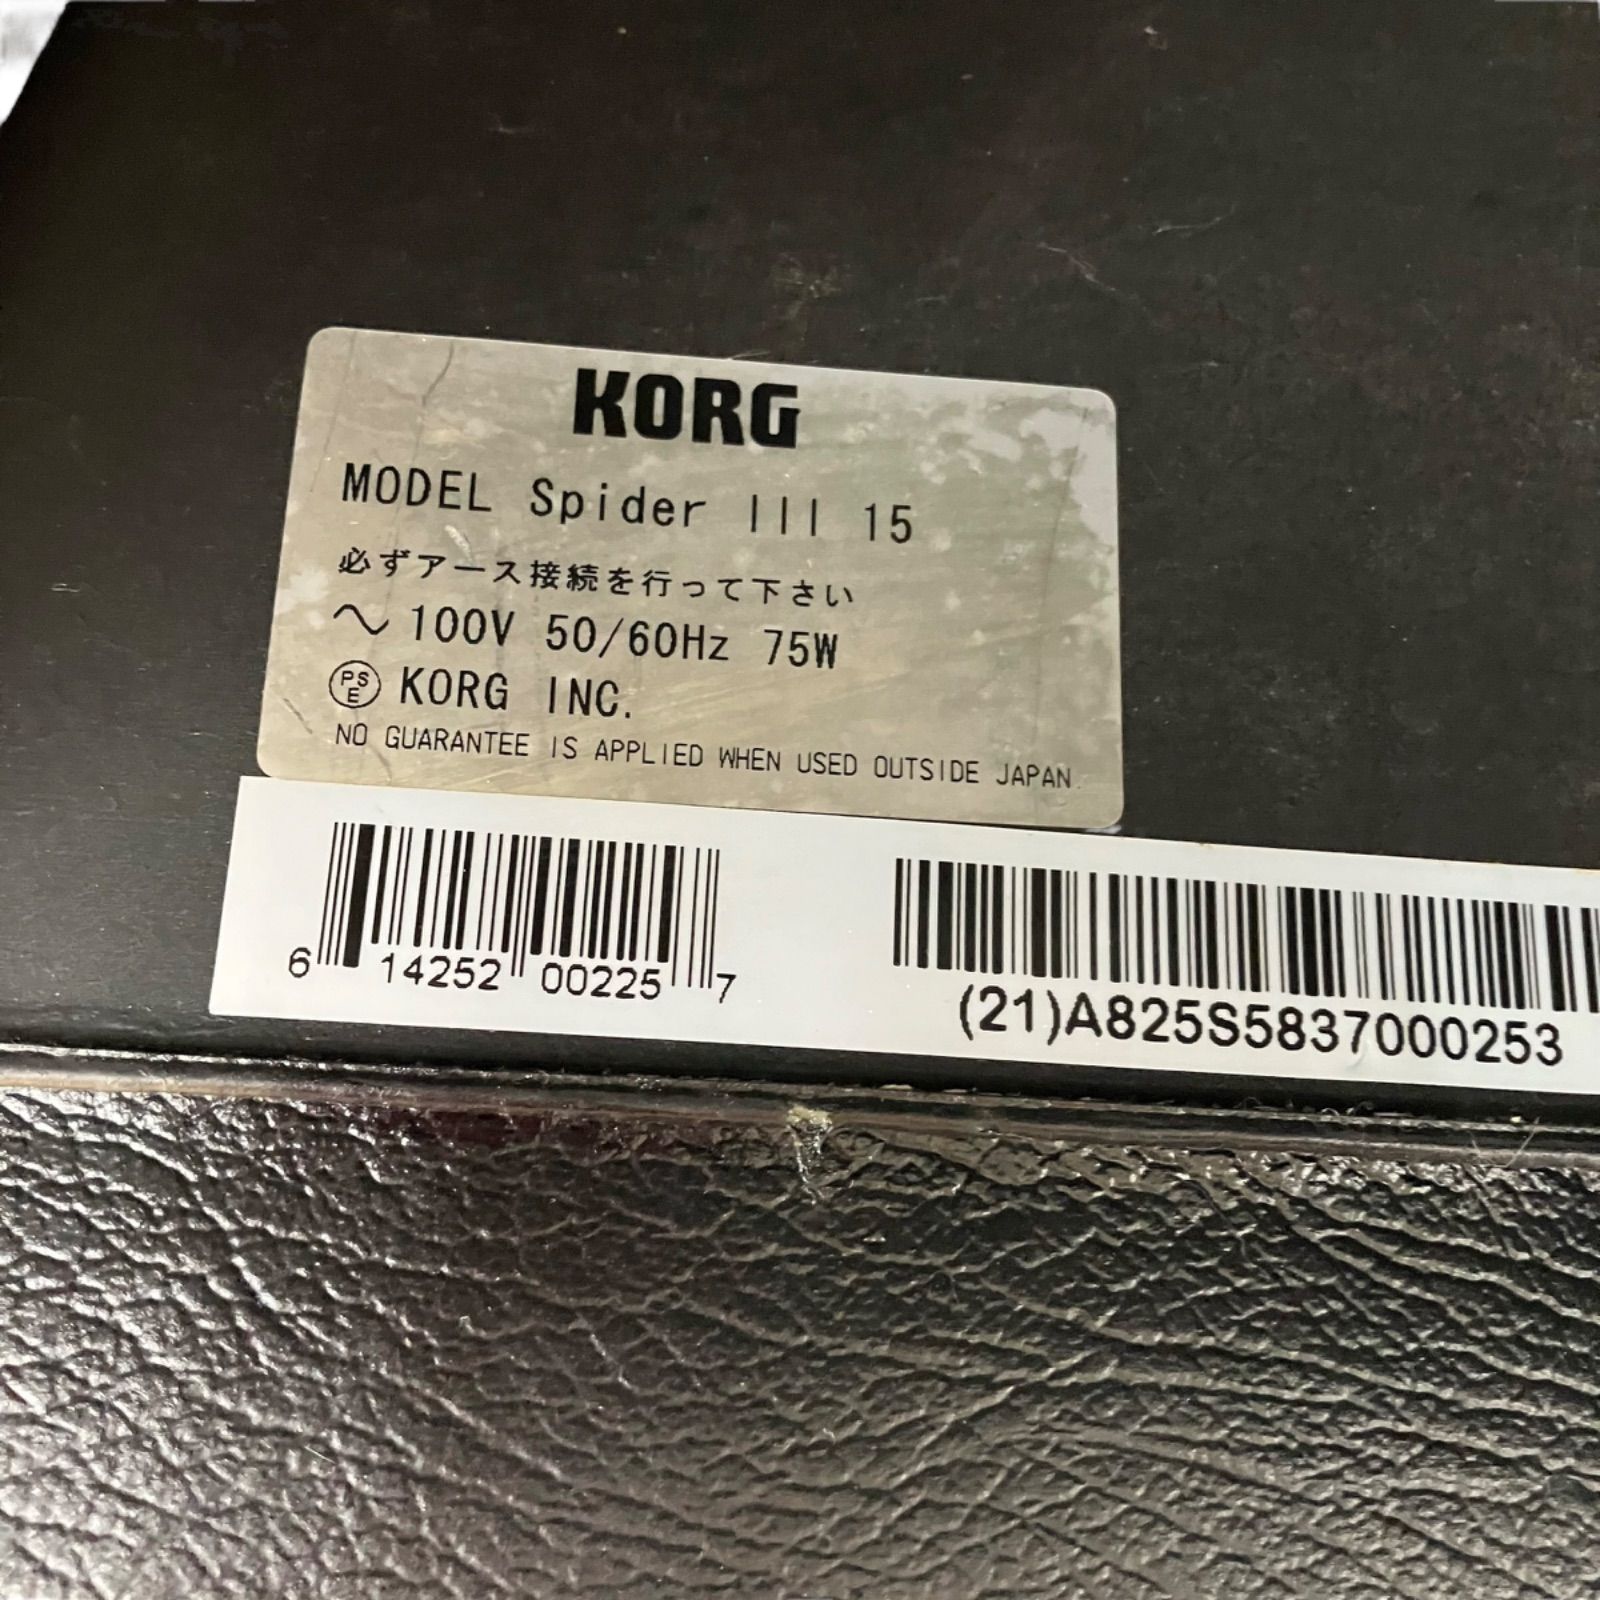 KORG
MODEL Spider III 15
必ずアース接続を行って下さい
～ 100V 50/60Hz 75W
PSE KORG INC.
NO GUARANTEE IS APPLIED WHEN USED OUTSIDE JAPAN.
6 14252 00225 7
(21)A825S5837000253